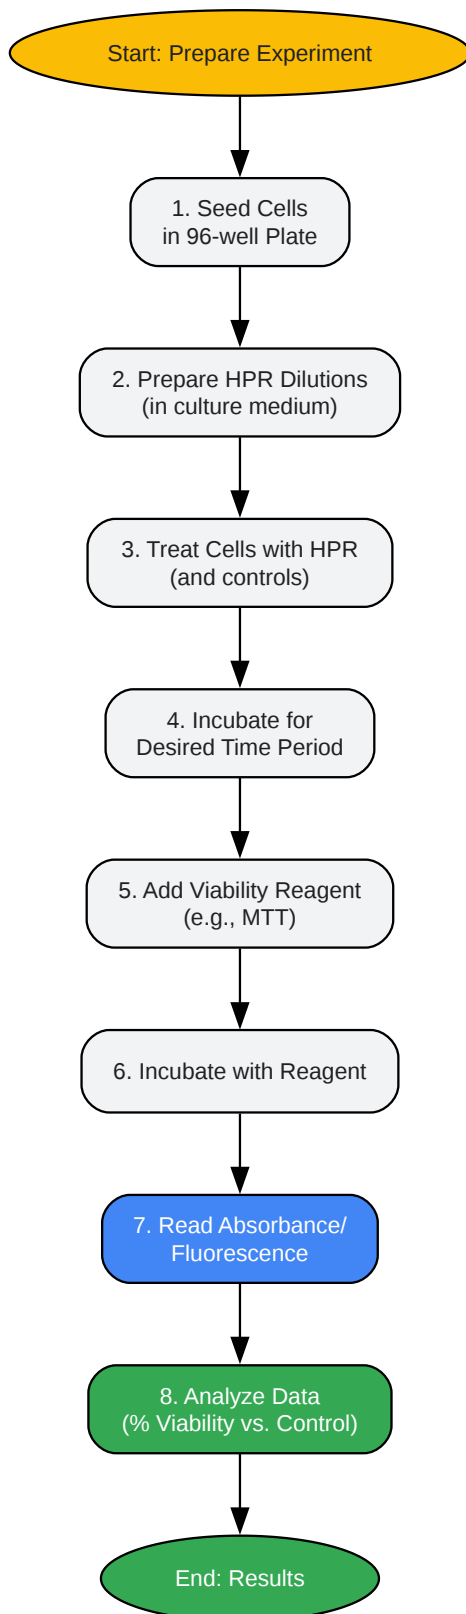 Start: Prepare Experiment
1. Seed Cells
in 96-well Plate
2. Prepare HPR Dilutions
(in culture medium)
3. Treat Cells with HPR
(and controls)
4. Incubate for
Desired Time Period
5. Add Viability Reagent
(e.g., MTT)
6. Incubate with Reagent
7. Read Absorbance/
Fluorescence
8. Analyze Data
(% Viability vs. Control)
End: Results